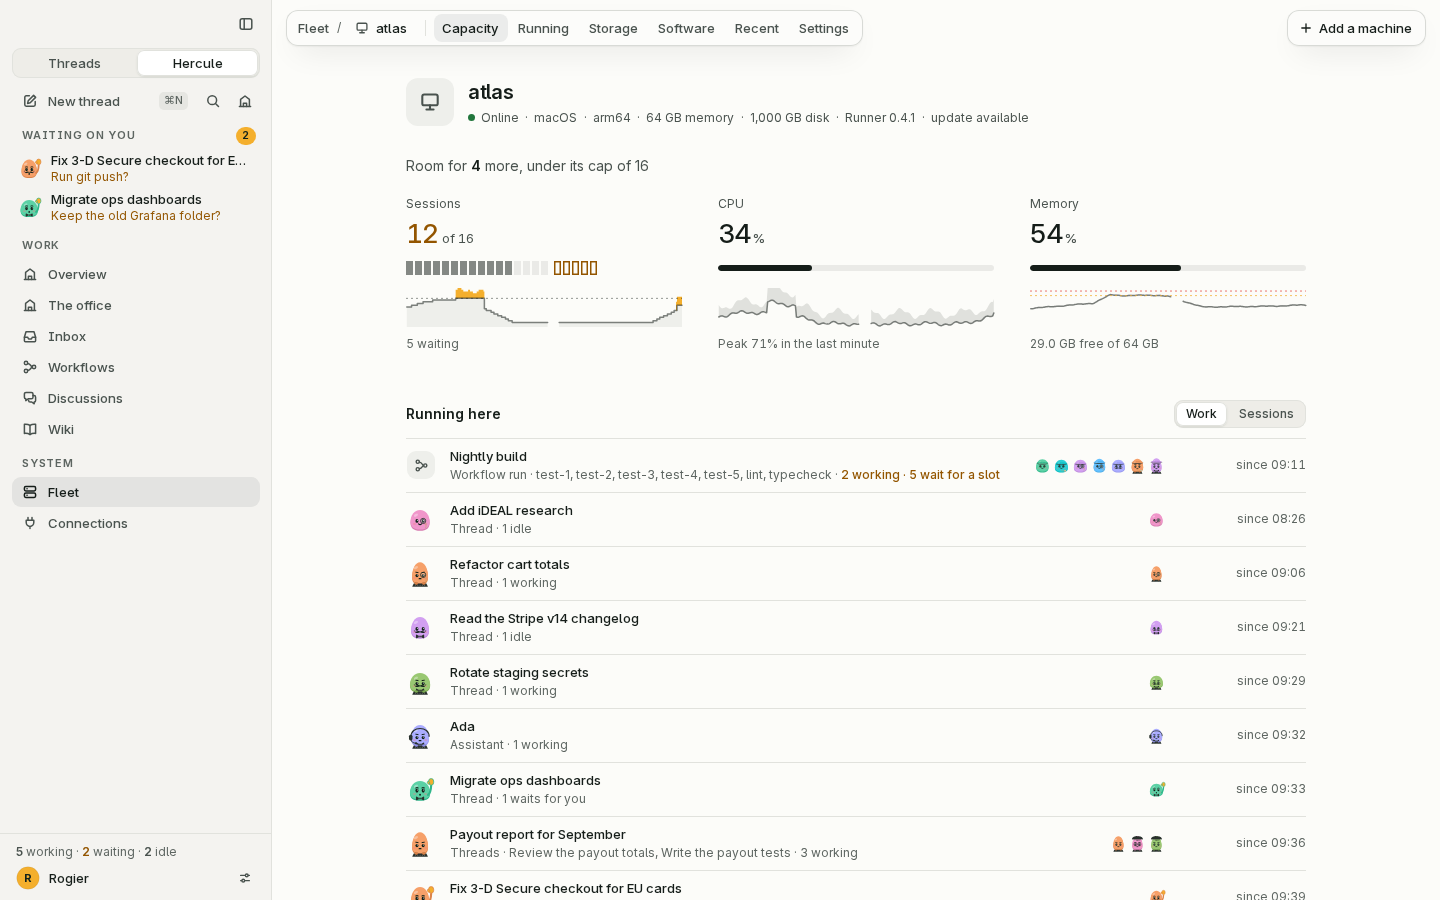 Threads
Hercule
New thread
⌘N
WAITING ON YOU
2
Fix 3-D Secure checkout for E…
Run git push?
Migrate ops dashboards
Keep the old Grafana folder?
WORK
Overview
The office
Inbox
Workflows
Discussions
Wiki
SYSTEM
Fleet
Connections
5 working · 2 waiting · 2 idle
R
Rogier
Fleet / atlas
Capacity
Running
Storage
Software
Recent
Settings
Add a machine
atlas
Online · macOS · arm64 · 64 GB memory · 1,000 GB disk · Runner 0.4.1 · update available
Room for 4 more, under its cap of 16
Sessions
12 of 16
5 waiting
CPU
34%
Peak 71% in the last minute
Memory
54%
29.0 GB free of 64 GB
Running here
Work
Sessions
Nightly build
Workflow run · test-1, test-2, test-3, test-4, test-5, lint, typecheck · 2 working · 5 wait for a slot
since 09:11
Add iDEAL research
Thread · 1 idle
since 08:26
Refactor cart totals
Thread · 1 working
since 09:06
Read the Stripe v14 changelog
Thread · 1 idle
since 09:21
Rotate staging secrets
Thread · 1 working
since 09:29
Ada
Assistant · 1 working
since 09:32
Migrate ops dashboards
Thread · 1 waits for you
since 09:33
Payout report for September
Threads · Review the payout totals, Write the payout tests · 3 working
since 09:36
Fix 3-D Secure checkout for EU cards
since 09:39